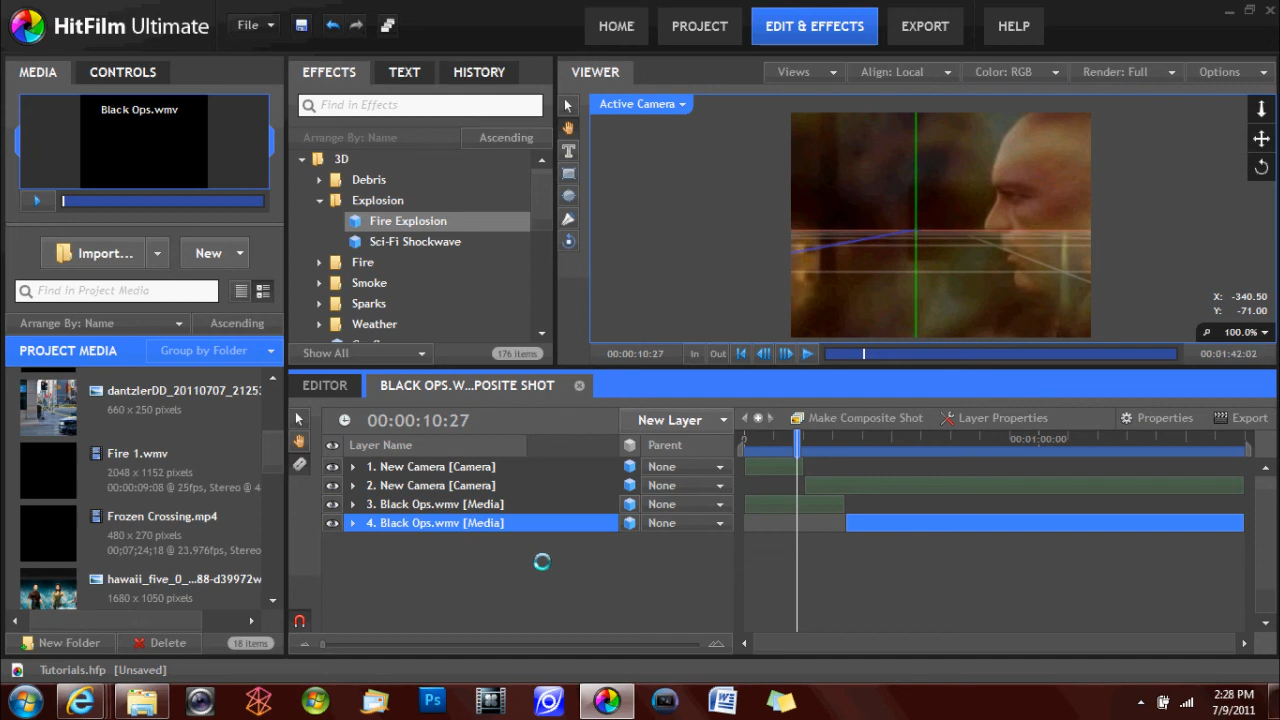 HitFilm Ultimate
File
HOME
PROJECT
EDIT & EFFECTS
EXPORT
HELP
MEDIA
CONTROLS
EFFECTS
TEXT
HISTORY
VIEWER
Views
Align: Local
Color: RGB
Render: Full
Options
Black Ops.wmv
Find in Effects
Active Camera
Arrange By: Name
Ascending
3D
Debris
Explosion
Fire Explosion
Sci-Fi Shockwave
Fire
Smoke
Sparks
Weather
Show All
176 items
Import...
New
Find in Project Media
Arrange By: Name
Ascending
PROJECT MEDIA
Group by Folder
dantzlerDD_20110707_2125
660 x 250 pixels
Fire 1.wmv
2048 x 1152 pixels
00:00:09:08 @ 25fps, Stereo @ 4
Frozen Crossing.mp4
480 x 270 pixels
00;07;24;18 @ 23.976fps, Stereo
hawaii_five_0_...88-d39972w
1680 x 1050 pixels
New Folder
Delete
18 items
X: -340.50
Y: -71.00
100.0%
00:00:10:27
In
Out
00:01:42:02
EDITOR
BLACK OPS.W...POSITE SHOT
00:00:10:27
New Layer
Make Composite Shot
Layer Properties
Properties
Export
Layer Name
Parent
0
00:01:00:00
1. New Camera [Camera]
None
2. New Camera [Camera]
None
3. Black Ops.wmv [Media]
None
4. Black Ops.wmv [Media]
None
Tutorials.hfp
[Unsaved]
Ps
2:28 PM
7/9/2011